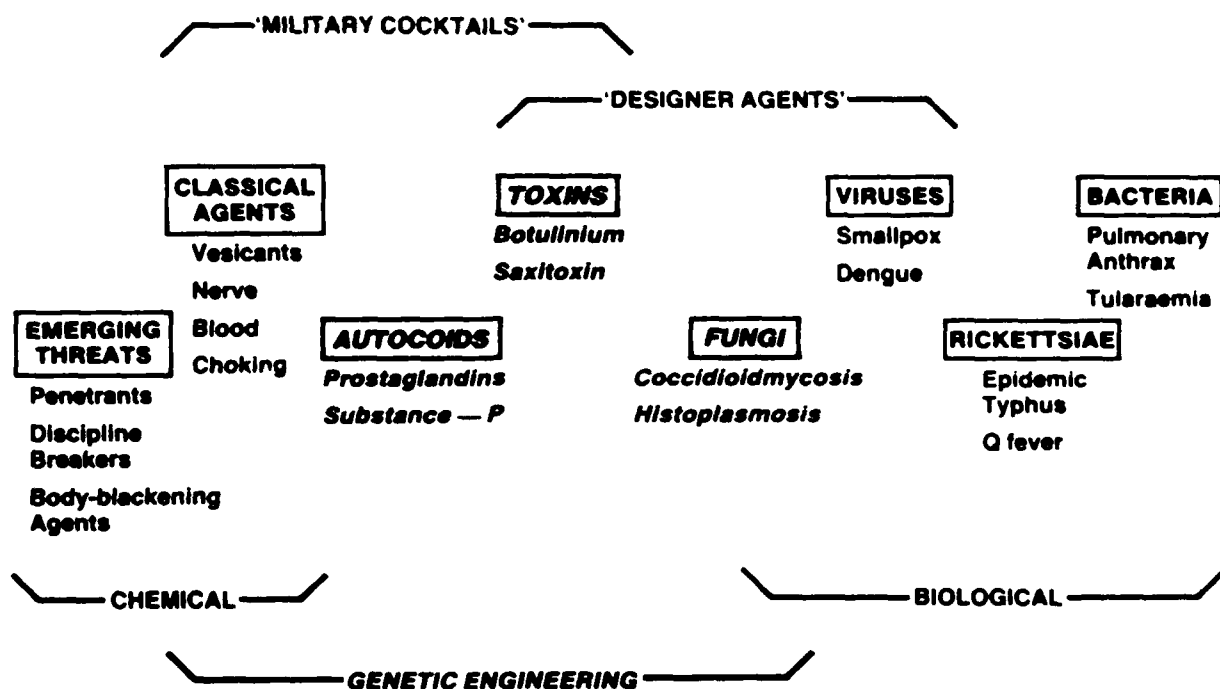 'MILITARY COCKTAILS'
'DESIGNER AGENTS'
CLASSICAL
AGENTS
Vesicants
Nerve
Blood
Choking
TOXINS
Botulinium
Saxitoxin
VIRUSES
Smallpox
Dengue
BACTERIA
Pulmonary
Anthrax
Tularaemia
EMERGING
THREATS
Penetrants
Discipline
Breakers
Body-blackening
Agents
AUTOCOIDS
Prostaglandins
Substance — P
FUNGI
Coccidioidmycosis
Histoplasmosis
RICKETTSIAE
Epidemic
Typhus
Q fever
CHEMICAL
BIOLOGICAL
GENETIC ENGINEERING